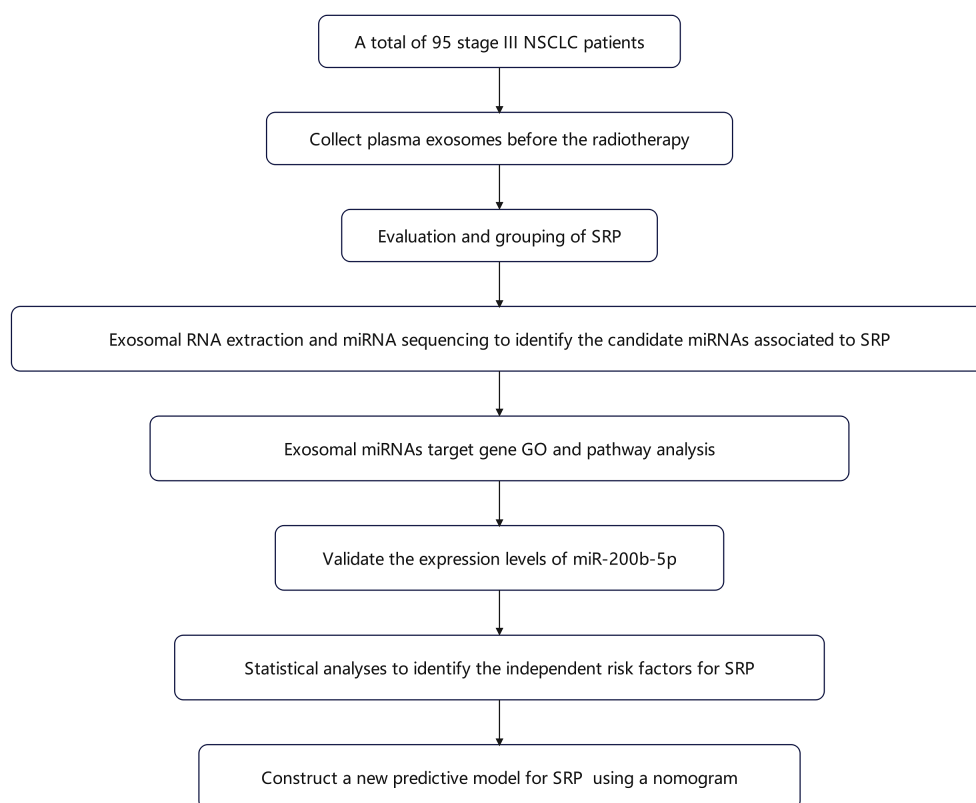 A total of 95 stage III NSCLC patients
Collect plasma exosomes before the radiotherapy
Evaluation and grouping of SRP
Exosomal RNA extraction and miRNA sequencing to identify the candidate miRNAs associated to SRP
Exosomal miRNAs target gene GO and pathway analysis
Validate the expression levels of miR-200b-5p
Statistical analyses to identify the independent risk factors for SRP
Construct a new predictive model for SRP  using a nomogram